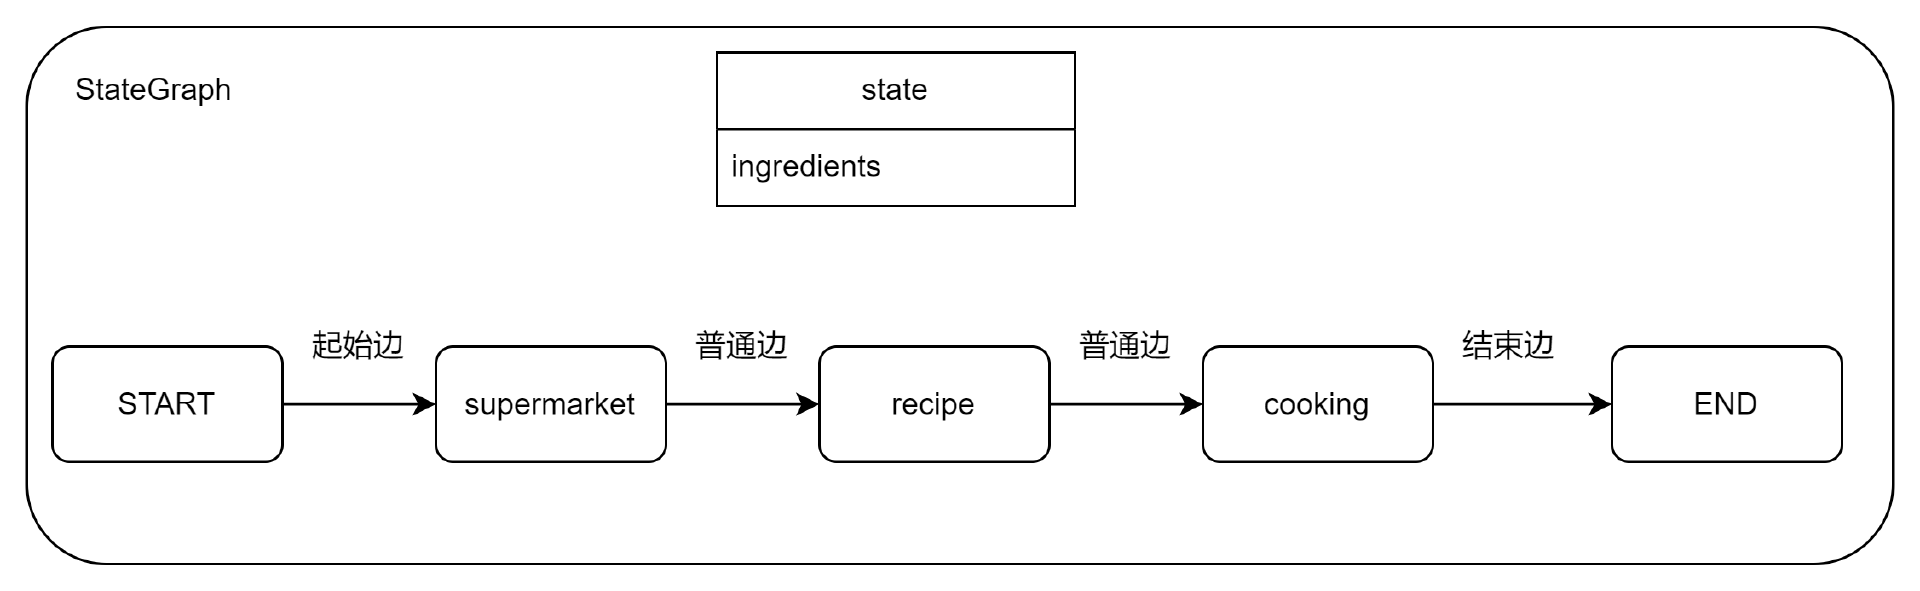 StateGraph
state
ingredients
起始边
普通边
普通边
结束边
START
supermarket
recipe
cooking
END